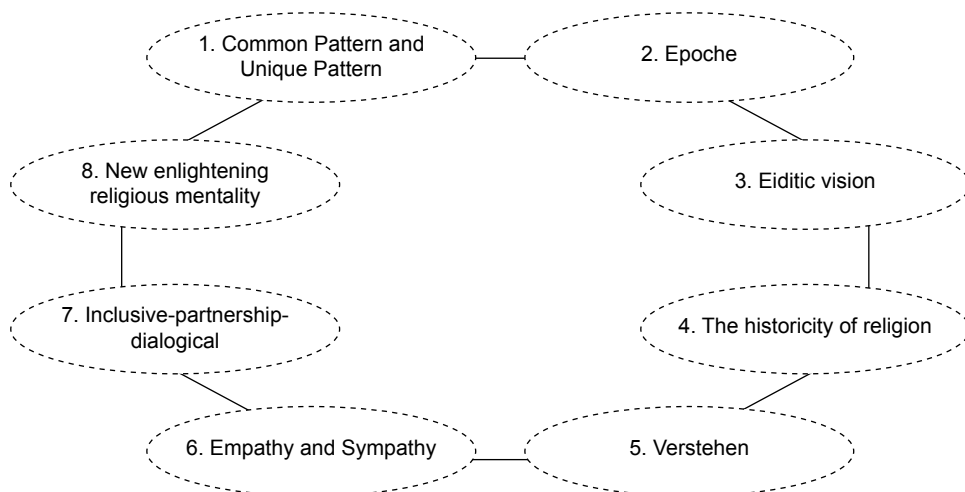 1. Common Pattern and
Unique Pattern
2. Epoche
8. New enlightening
religious mentality
3. Eiditic vision
7. Inclusive-partnership-
dialogical
4. The historicity of religion
6. Empathy and Sympathy
5. Verstehen